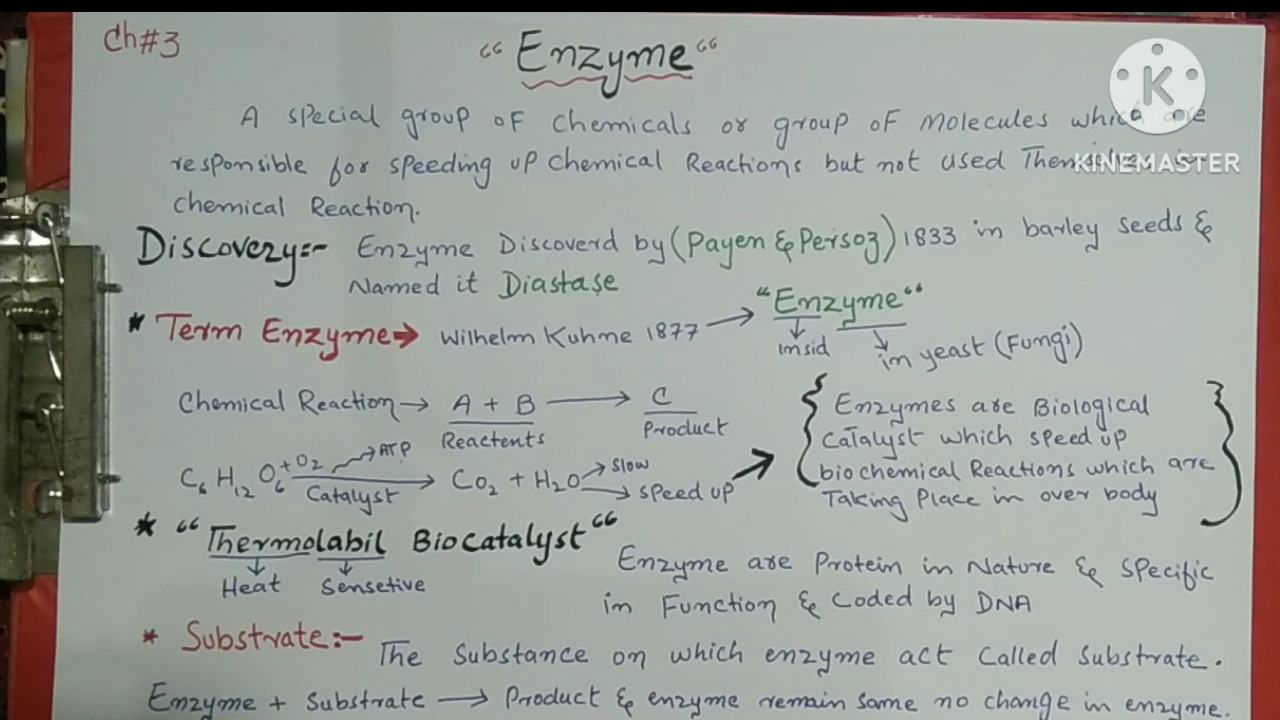 Ch#3
"Enzyme"
A special group of chemicals or group of molecules which are
responsible for speeding up chemical Reactions but not used
Chemical Reaction.
KINEMASTER
Discovery:- Enzyme Discoverd by (Payen & Persoz) 1833 in barley seeds &
Named it Diastase
* Term Enzyme → Wilhelm Kuhne 1877 → "Enzyme"
insid in yeast (Fungi)
Chemical Reaction → A + B → C
Reactents Product
C6 H12 O6 + O2 → ATP Catalyst → CO2 + H2O → slow
→ speed up →
{ Enzymes are Biological
Catalyst which speed up
biochemical Reactions which are
Taking Place in over body }
* "Thermolabil Biocatalyst"
Heat Sensetive
Enzyme are Protein in Nature & specific
in Function & Coded by DNA
* Substrate:- The substance on which enzyme act called substrate.
Enzyme + Substrate → Product & enzyme remain same no change in enzyme.